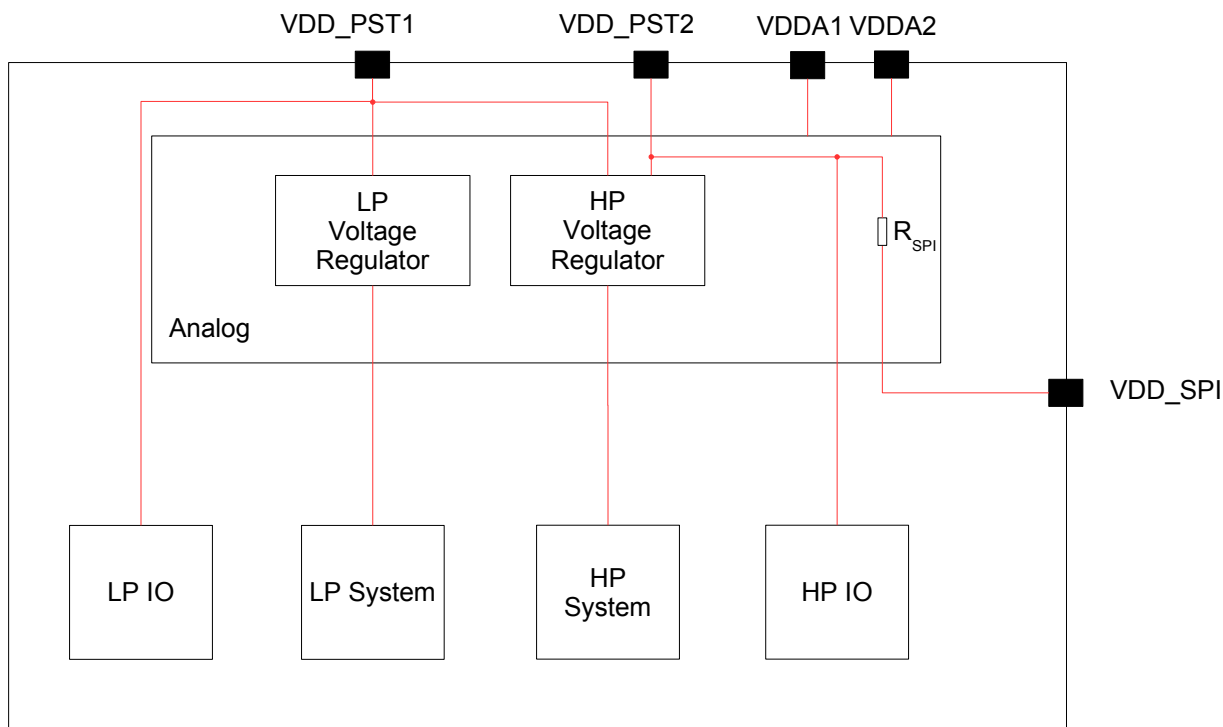 VDD_PST1
VDD_PST2
VDDA1
VDDA2
LP
Voltage
Regulator
HP
Voltage
Regulator
RSPI
Analog
VDD_SPI
LP IO
LP System
HP
System
HP IO